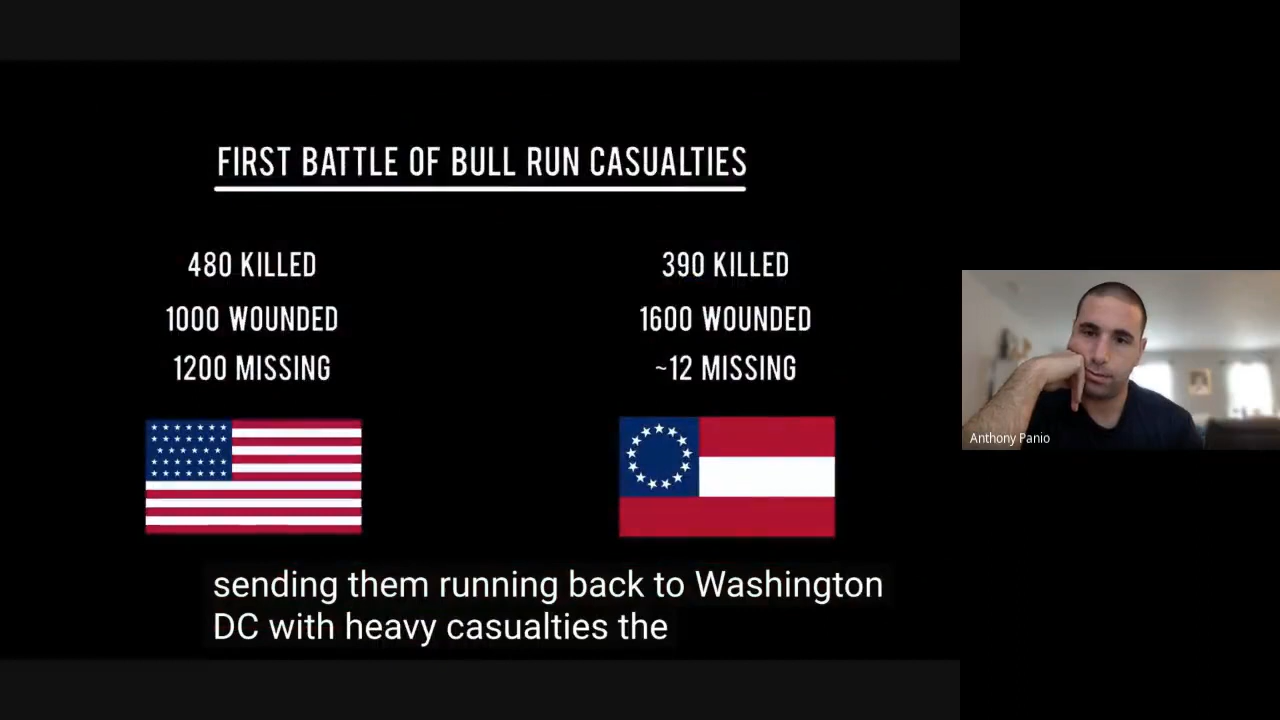 FIRST BATTLE OF BULL RUN CASUALTIES
480 KILLED
1000 WOUNDED
1200 MISSING
390 KILLED
1600 WOUNDED
~12 MISSING
sending them running back to Washington
DC with heavy casualties the
Anthony Panio